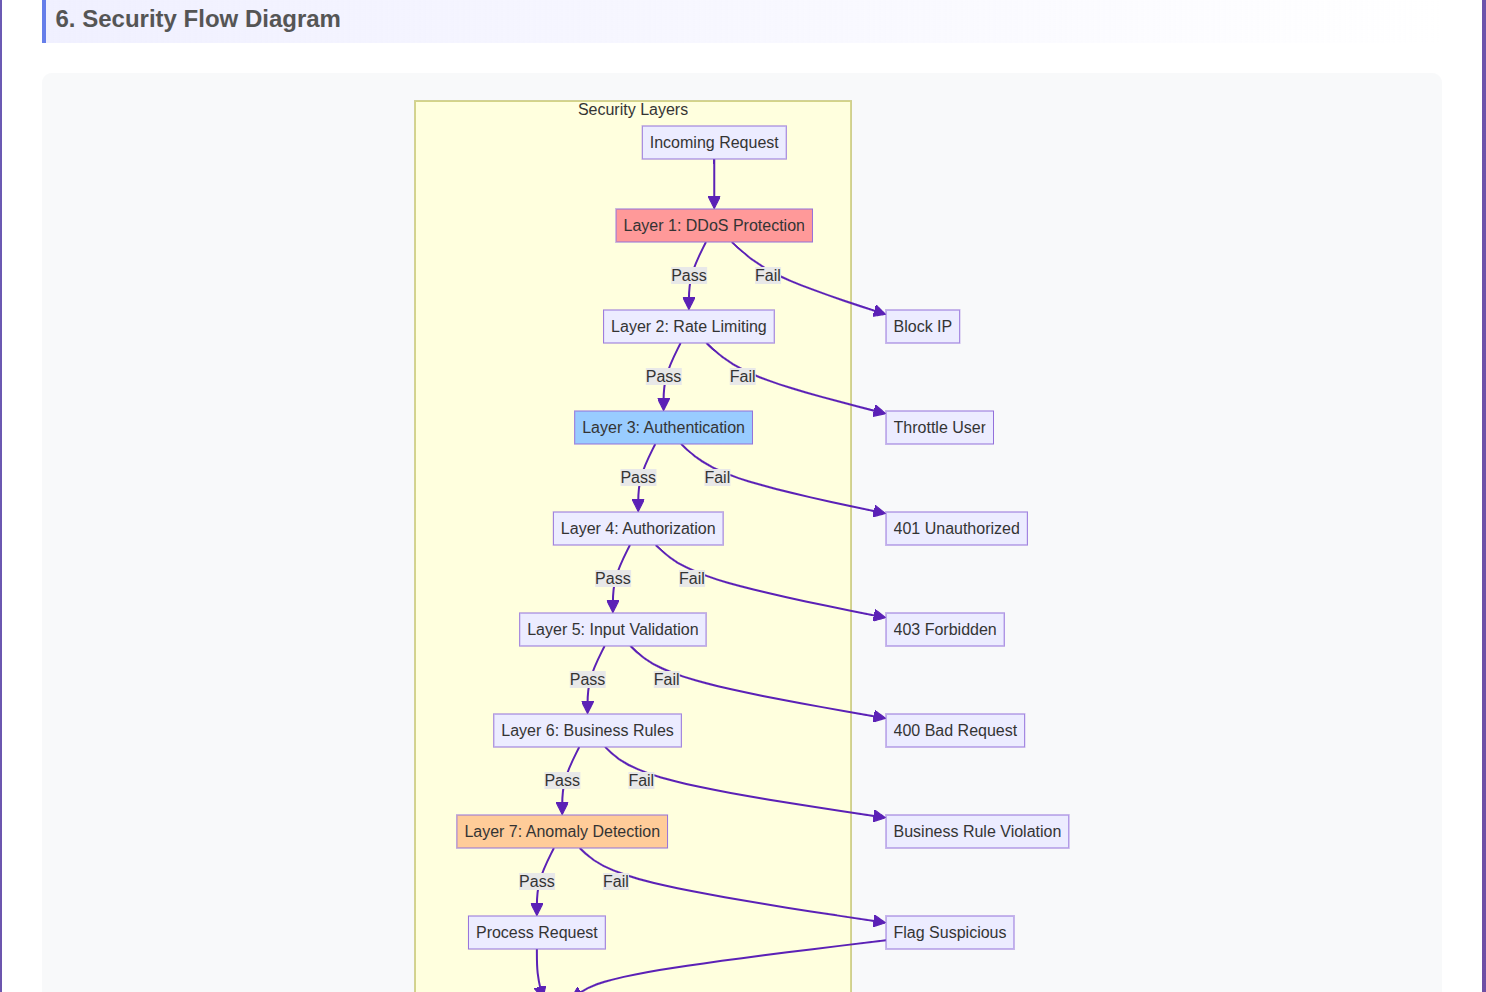 6. Security Flow Diagram
Security Layers
Incoming Request
Layer 1: DDoS Protection
Pass
Fail
Layer 2: Rate Limiting
Block IP
Pass
Fail
Layer 3: Authentication
Throttle User
Pass
Fail
Layer 4: Authorization
401 Unauthorized
Pass
Fail
Layer 5: Input Validation
403 Forbidden
Pass
Fail
Layer 6: Business Rules
400 Bad Request
Pass
Fail
Layer 7: Anomaly Detection
Business Rule Violation
Pass
Fail
Process Request
Flag Suspicious